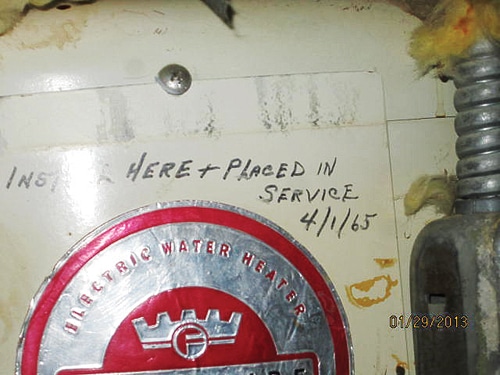 HERE + PLACED IN
SERVICE
4/1/65
ELECTRIC WATER HEATER
01/29/2013